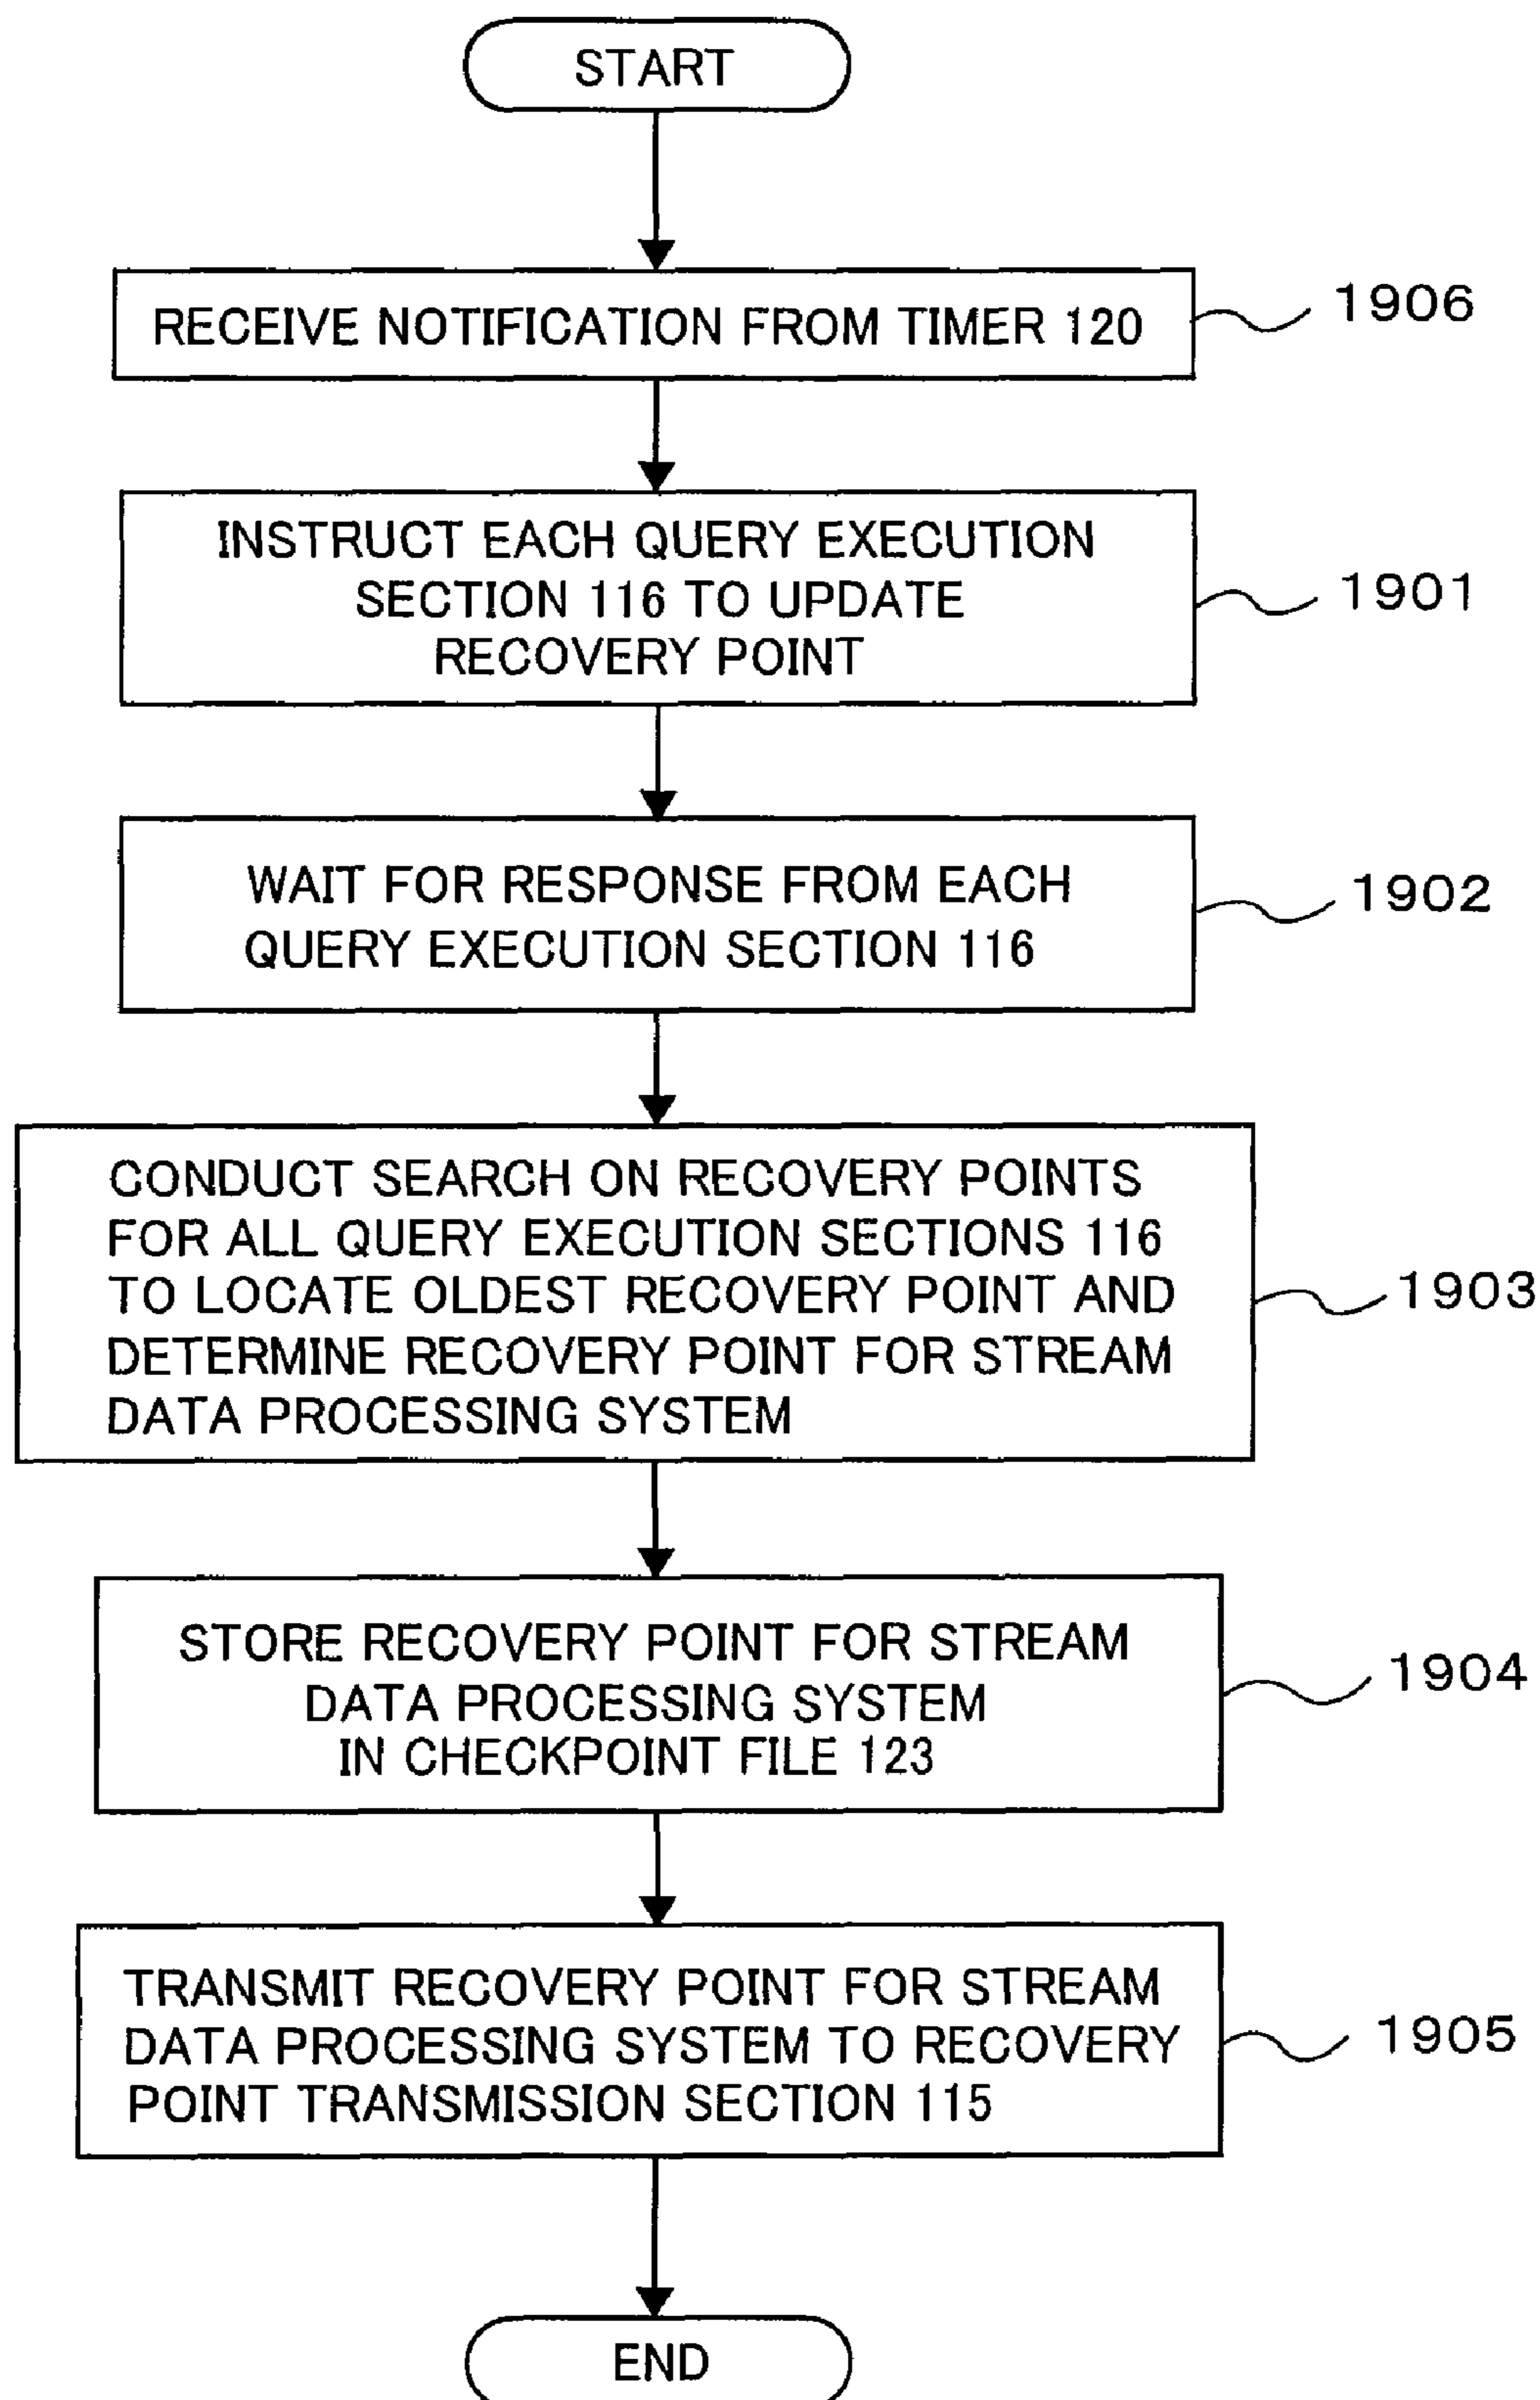 START
RECEIVE NOTIFICATION FROM TIMER 120
1906
INSTRUCT EACH QUERY EXECUTION
SECTION 116 TO UPDATE
RECOVERY POINT
1901
WAIT FOR RESPONSE FROM EACH
QUERY EXECUTION SECTION 116
1902
CONDUCT SEARCH ON RECOVERY POINTS
FOR ALL QUERY EXECUTION SECTIONS 116
TO LOCATE OLDEST RECOVERY POINT AND
DETERMINE RECOVERY POINT FOR STREAM
DATA PROCESSING SYSTEM
1903
STORE RECOVERY POINT FOR STREAM
DATA PROCESSING SYSTEM
IN CHECKPOINT FILE 123
1904
TRANSMIT RECOVERY POINT FOR STREAM
DATA PROCESSING SYSTEM TO RECOVERY
POINT TRANSMISSION SECTION 115
1905
END